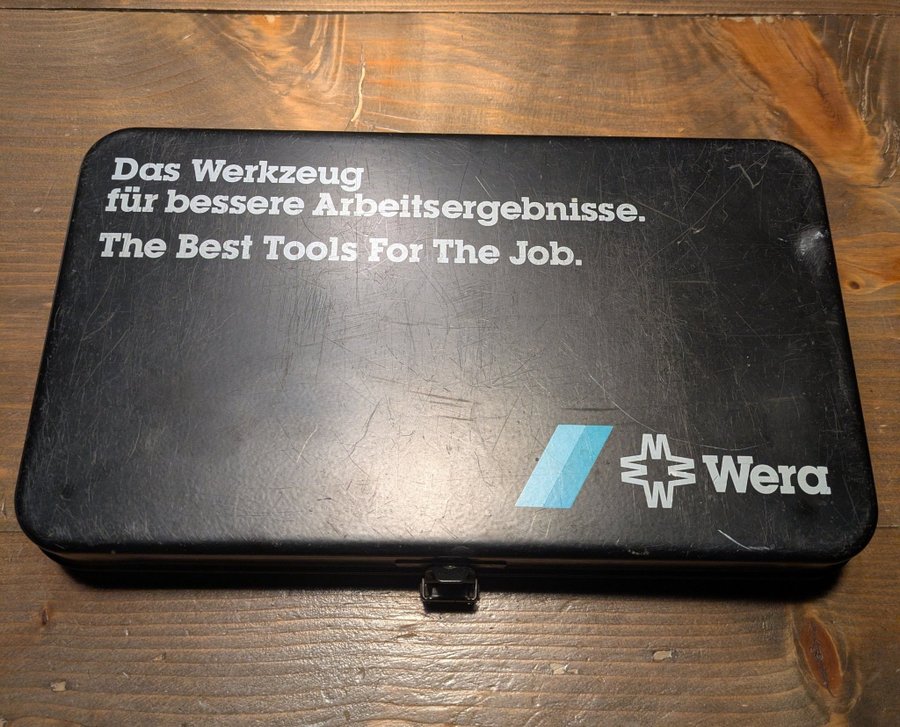 Das Werkzeug
für bessere Arbeitsergebnisse.
The Best Tools For The Job.
Wera